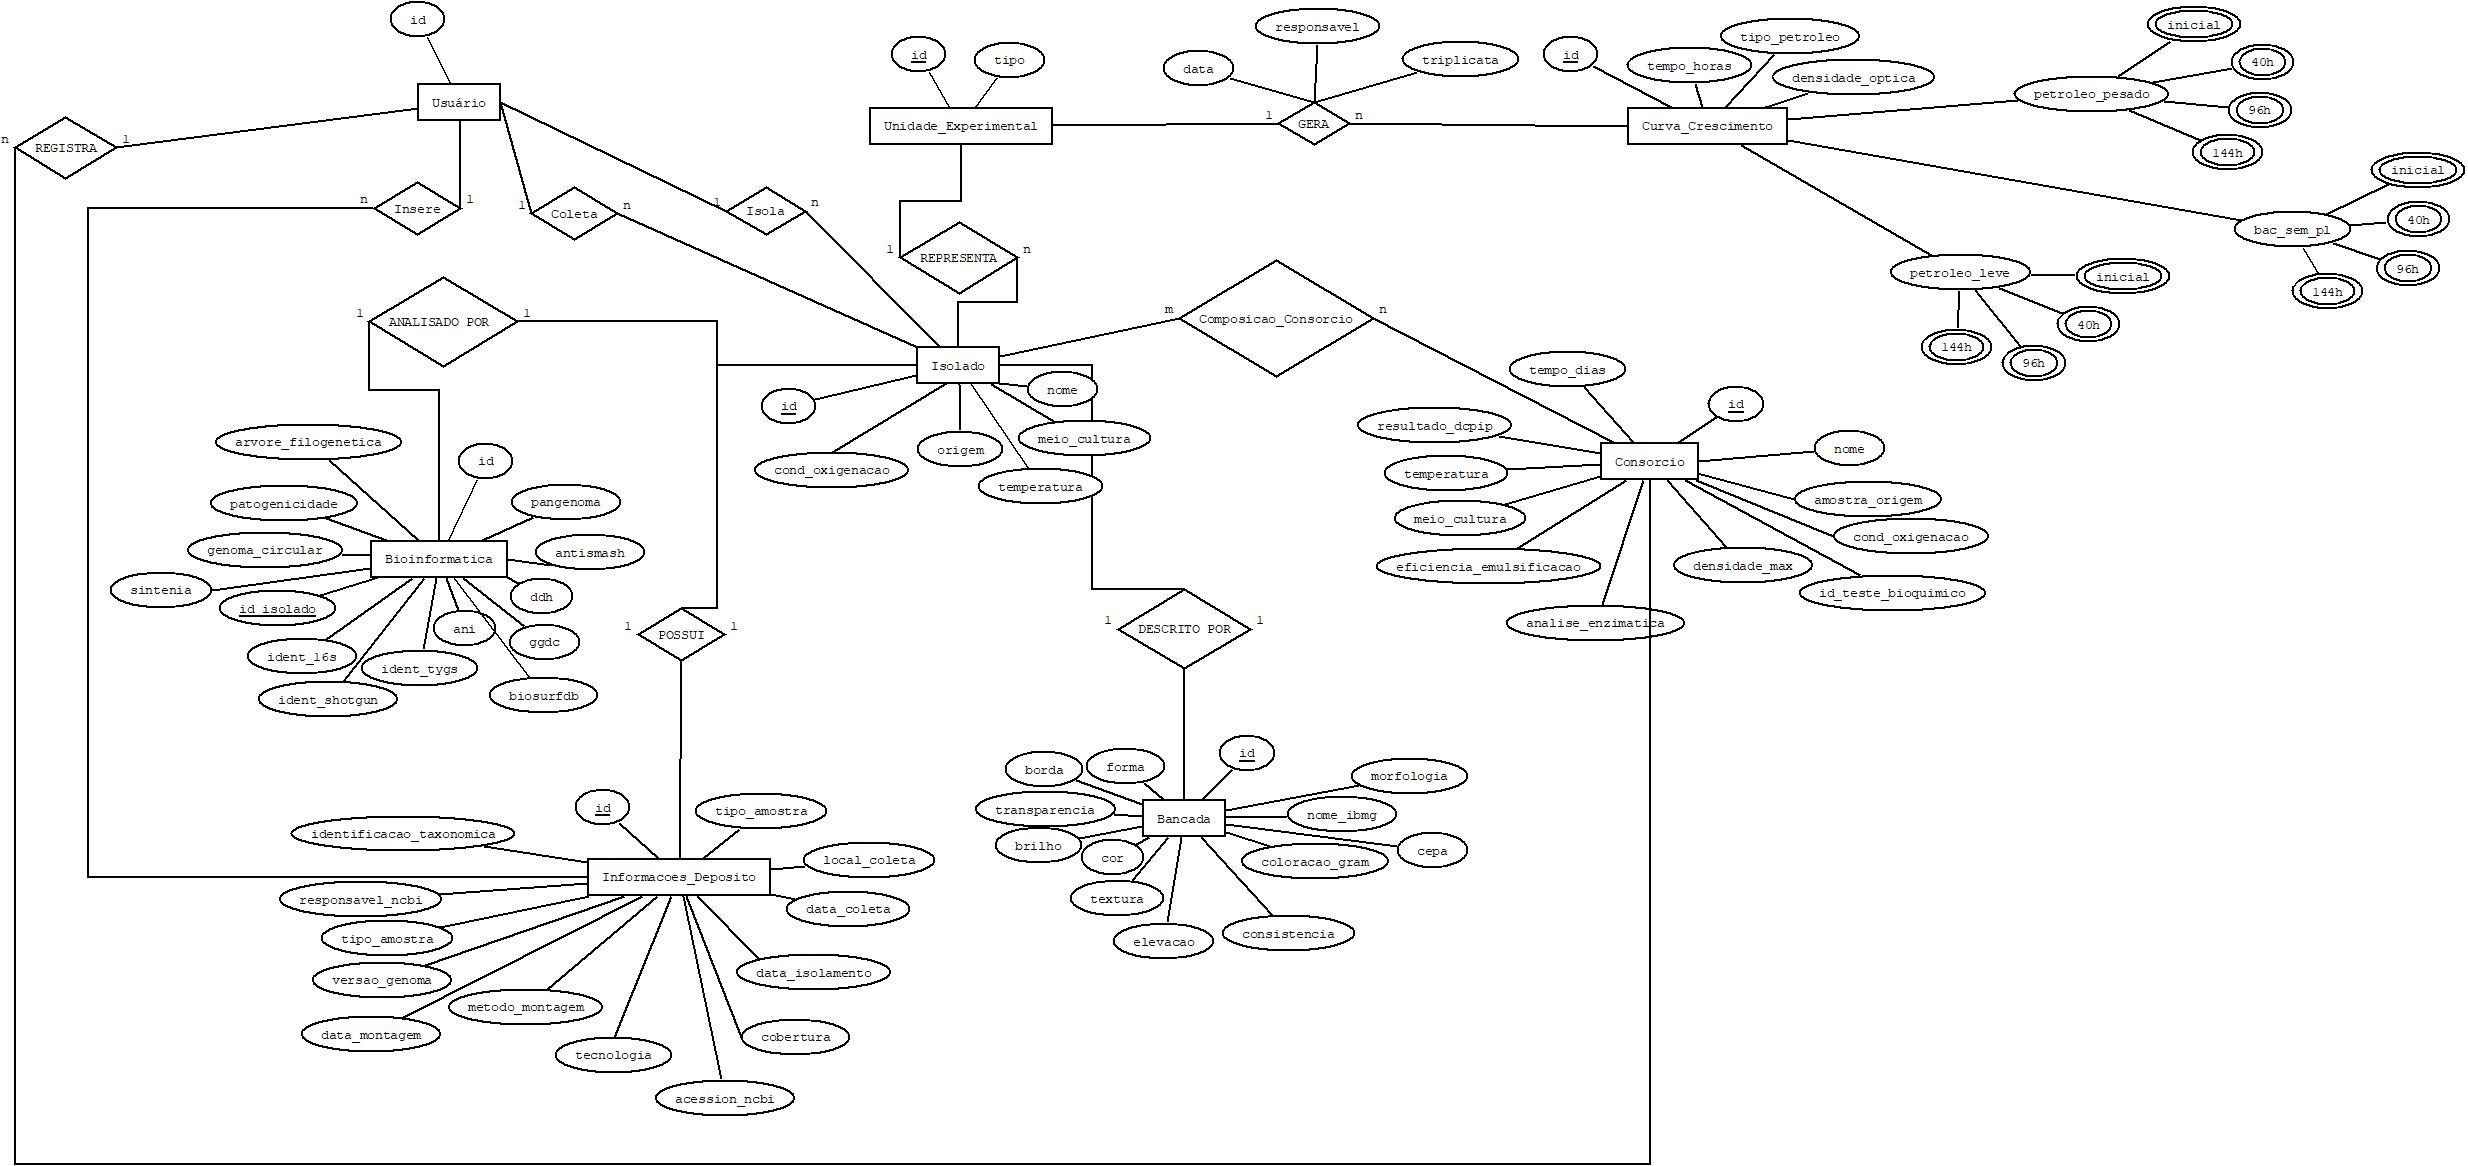 id
Usuário
n
REGISTRA
1
n
Insere
1
1
Coleta
n
1
Isola
n
id
tipo
Unidade_Experimental
data
responsavel
triplicata
1
GERA
n
id
tempo_horas
tipo_petroleo
densidade_optica
Curva_Crescimento
petroleo_pesado
inicial
40h
96h
144h
bac_sem_pl
inicial
40h
96h
144h
petroleo_leve
inicial
40h
96h
144h
1
REPRESENTA
n
1
ANALISADO POR
1
m
Composicao_Consorcio
n
Isolado
id
nome
meio_cultura
origem
cond_oxigenacao
temperatura
tempo_dias
id
resultado_dcpip
nome
Consorcio
temperatura
amostra_origem
meio_cultura
cond_oxigenacao
eficiencia_emulsificacao
densidade_max
id_teste_bioquimico
analise_enzimatica
arvore_filogenetica
id
patogenicidade
pangenoma
genoma_circular
antismash
Bioinformatica
sintenia
ddh
id_isolado
ani
ggdc
ident_16s
ident_tygs
ident_shotgun
biosurfdb
1
POSSUI
1
1
DESCRITO POR
1
id
borda
forma
morfologia
transparencia
nome_ibmg
Bancada
brilho
cor
coloracao_gram
cepa
textura
elevacao
consistencia
id
tipo_amostra
identificacao_taxonomica
local_coleta
Informacoes_Deposito
responsavel_ncbi
data_coleta
tipo_amostra
versao_genoma
data_isolamento
metodo_montagem
data_montagem
cobertura
tecnologia
acession_ncbi